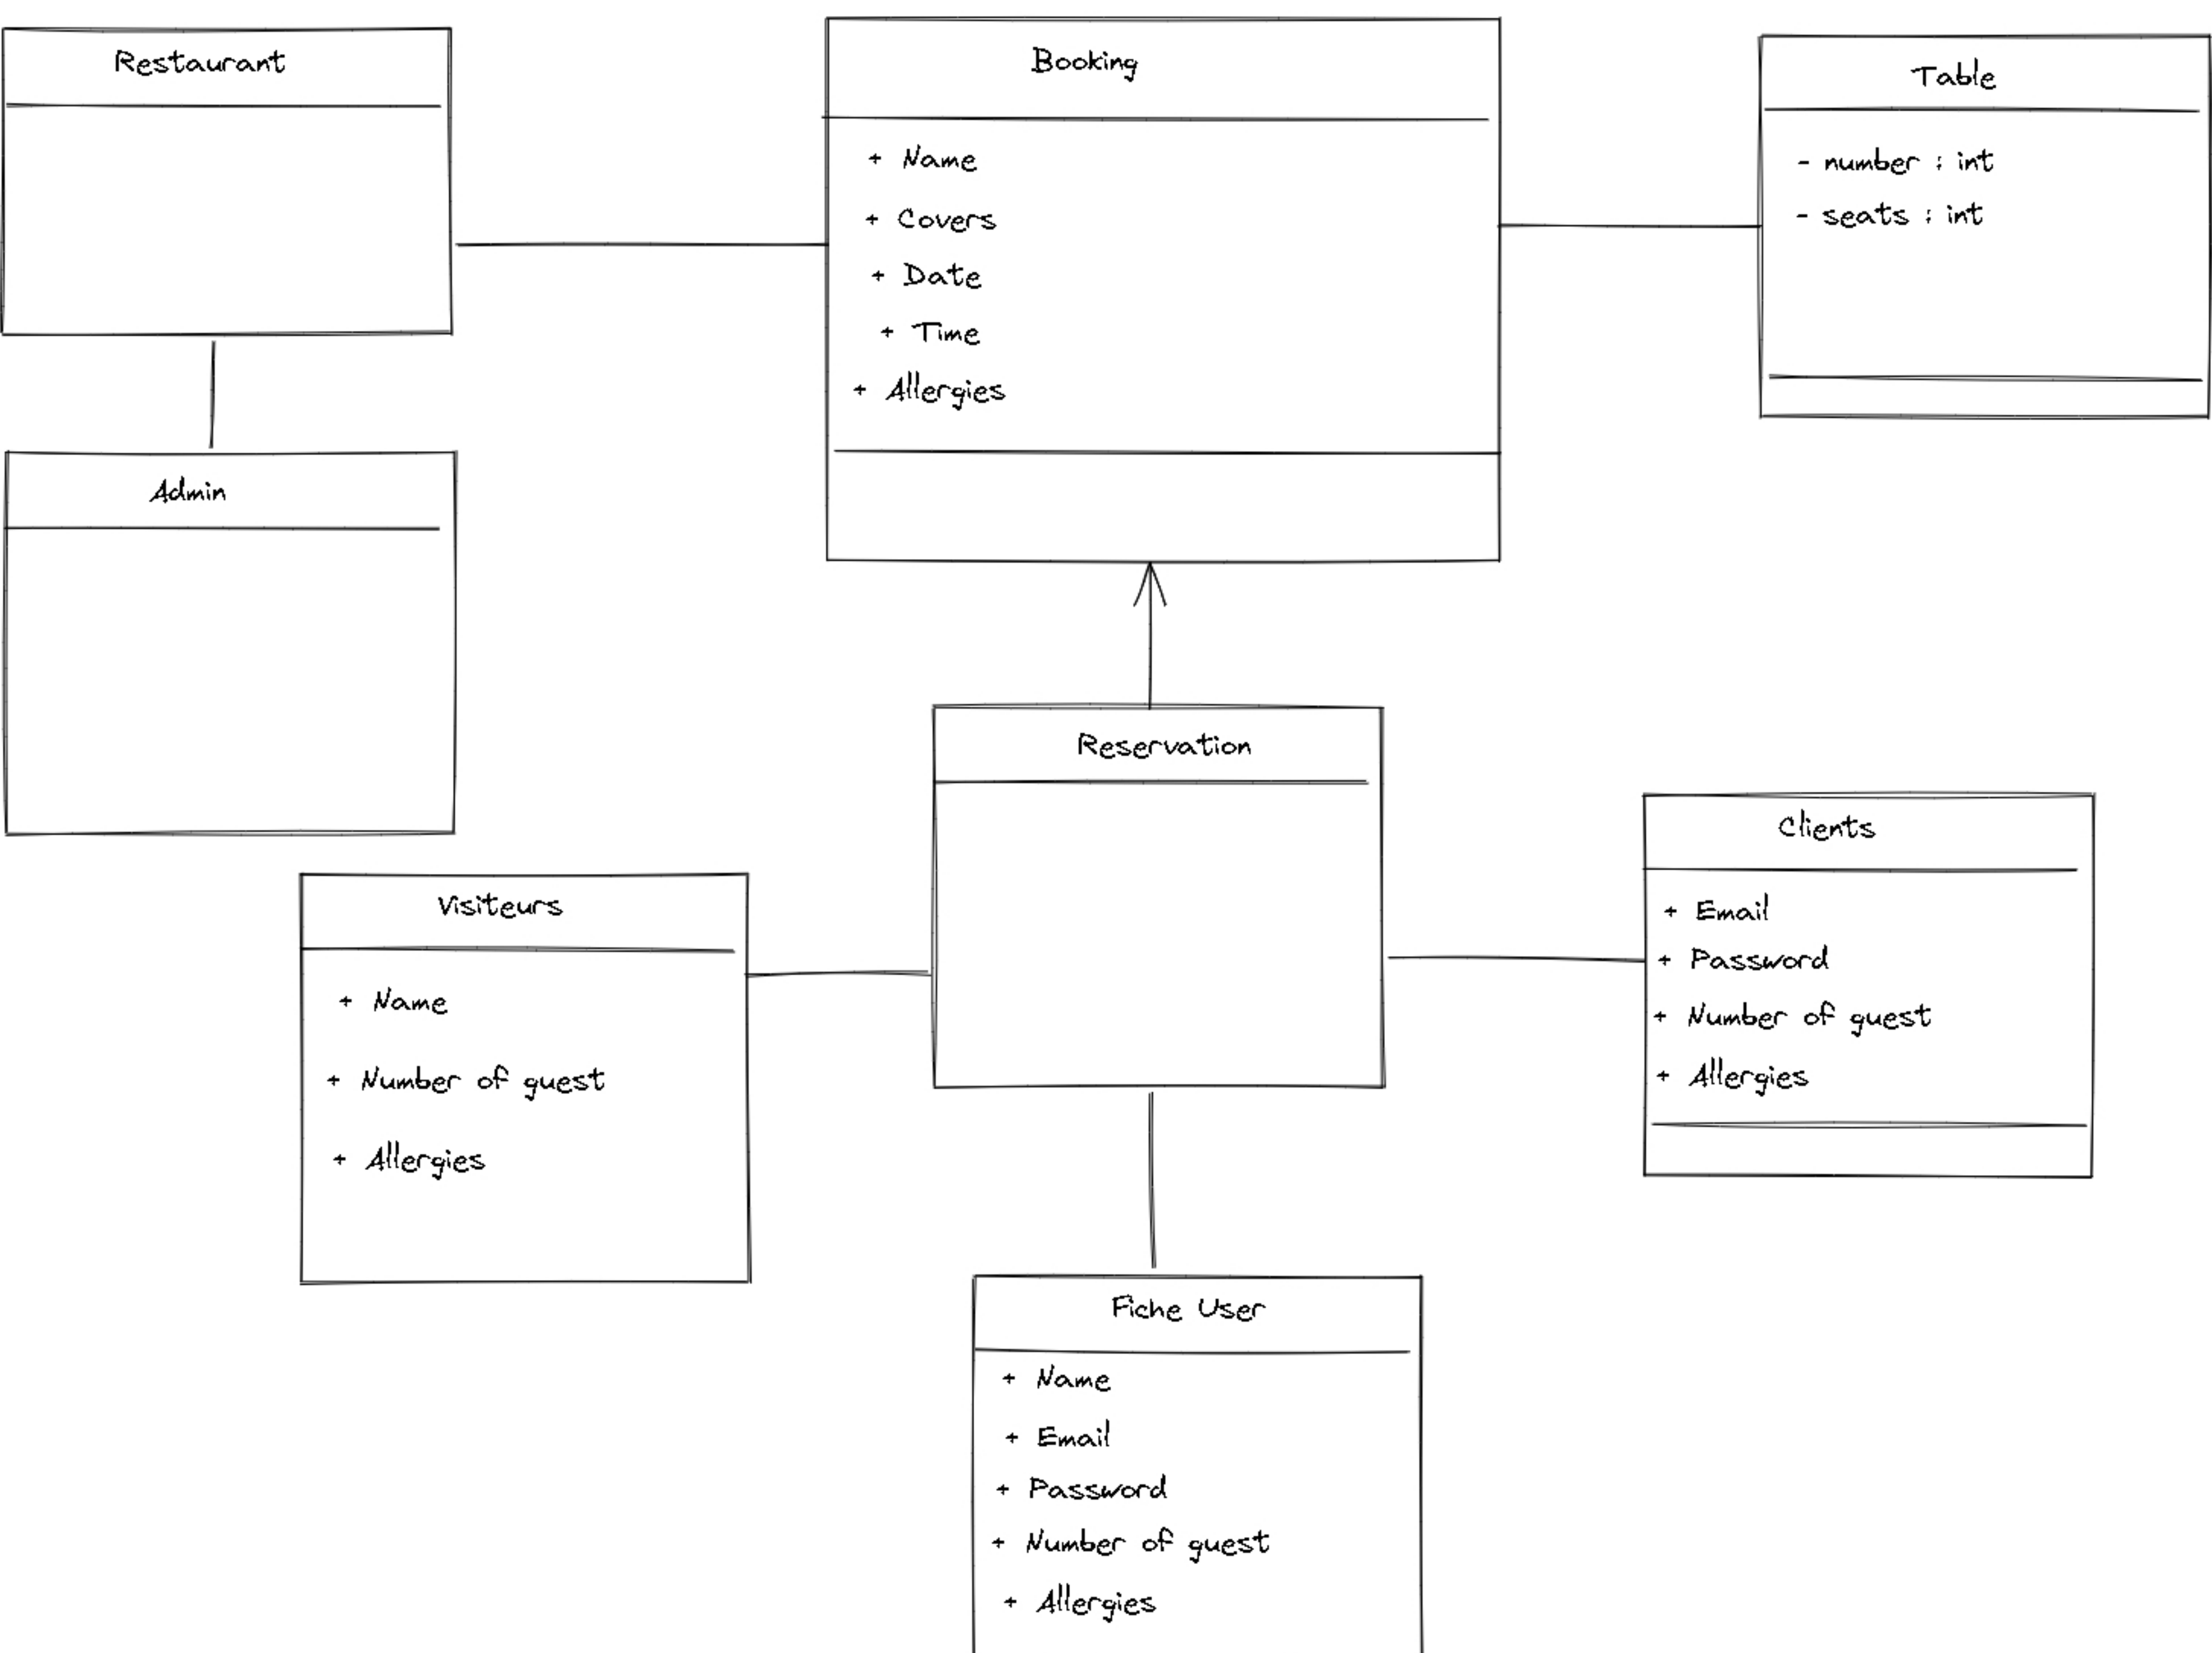 Restaurant
Booking
+ Name
+ Covers
+ Date
+ Time
+ Allergies
Table
- number : int
- seats : int
Admin
Reservation
Visiteurs
+ Name
+ Number of guest
+ Allergies
Clients
+ Email
+ Password
+ Number of guest
+ Allergies
Fiche User
+ Name
+ Email
+ Password
+ Number of guest
+ Allergies